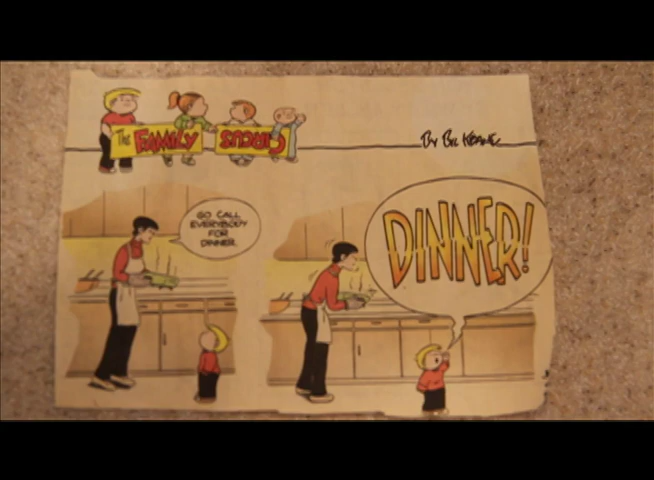 The FAMILY CIRCUS
By BIL KEANE
GO CALL
EVERYBODY
FOR
DINNER.
DINNER!